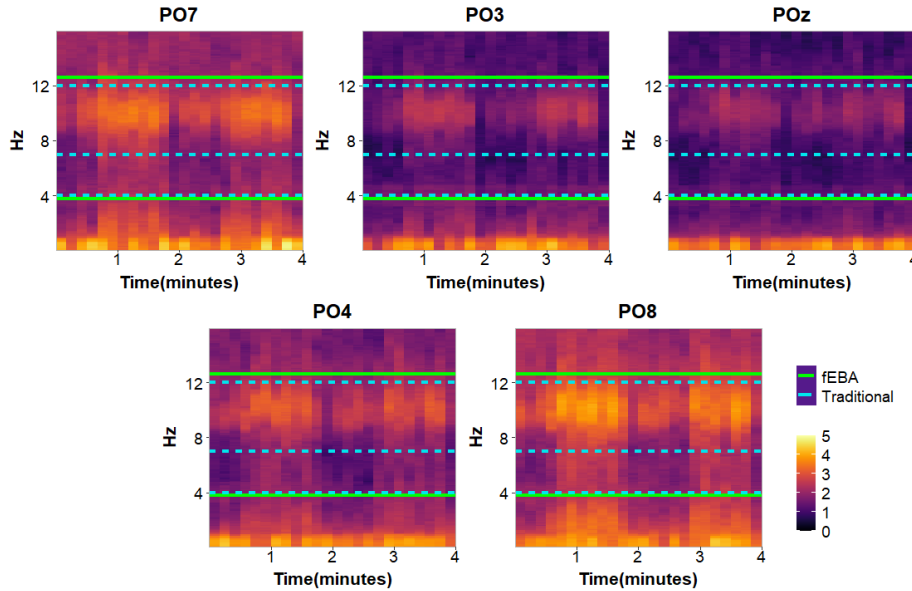 PO7 PO3 POz
12 12 12
Hz Hz Hz
8 8 8
4 4 4
1 2 3 4 1 2 3 4 1 2 3 4
Time(minutes) Time(minutes) Time(minutes)
PO4 PO8
fEBA
12 12
Traditional
Hz Hz
8 8
5
4
4 4
3
2
1
0
1 2 3 4 1 2 3 4
Time(minutes) Time(minutes)